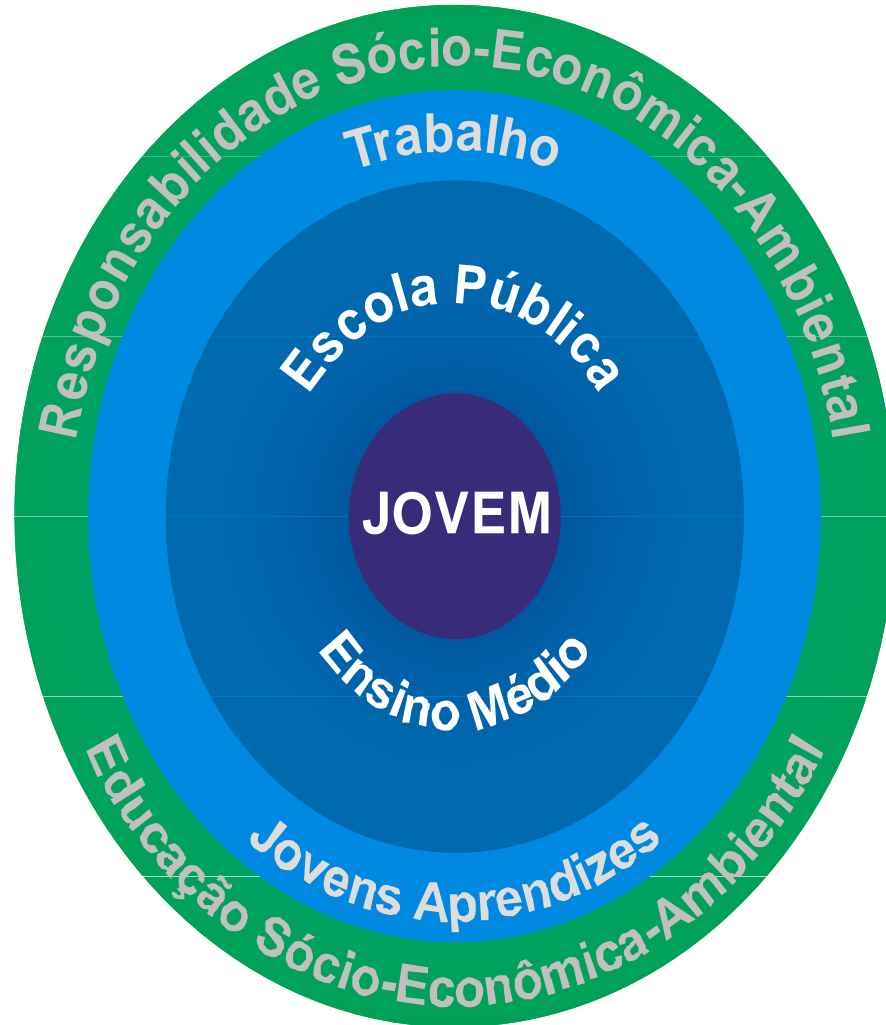 Responsabilidade Sócio-Econômica-Ambiental
Trabalho
Escola Pública
JOVEM
Ensino Médio
Jovens Aprendizes
Educação Sócio-Econômica-Ambiental